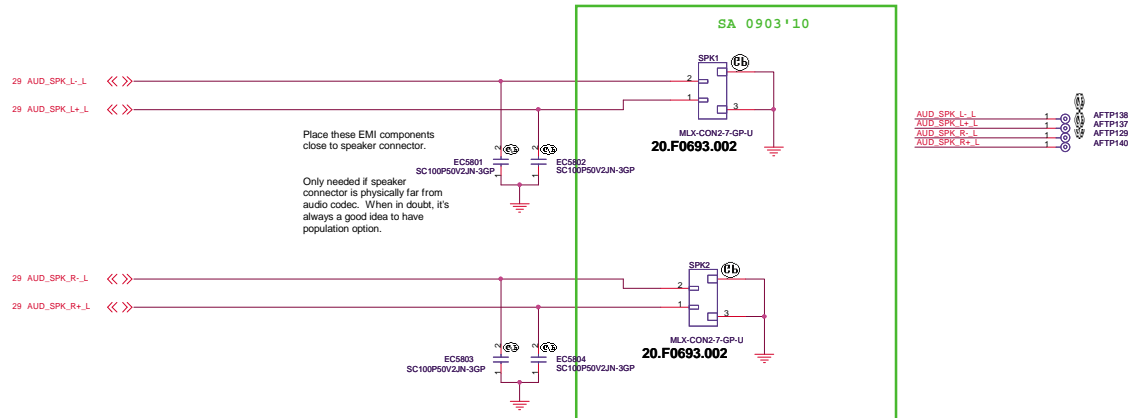 SA 0903'10
SPK1
29 AUD_SPK_L-_L
2
29 AUD_SPK_L+_L
1
3
MLX-CON2-7-GP-U
20.F0693.002
AUD_SPK_L-_L 1 AFTP138
AUD_SPK_L+_L 1 AFTP137
AUD_SPK_R-_L 1 AFTP129
AUD_SPK_R+_L 1 AFTP140
Place these EMI components
close to speaker connector.
Only needed if speaker
connector is physically far from
audio codec. When in doubt, it's
always a good idea to have
population option.
2
2
EC5801
SC100P50V2JN-3GP
EC5802
SC100P50V2JN-3GP
1
1
SPK2
4
29 AUD_SPK_R-_L
2
29 AUD_SPK_R+_L
1
3
MLX-CON2-7-GP-U
20.F0693.002
2
2
EC5803
SC100P50V2JN-3GP
EC5804
SC100P50V2JN-3GP
1
1